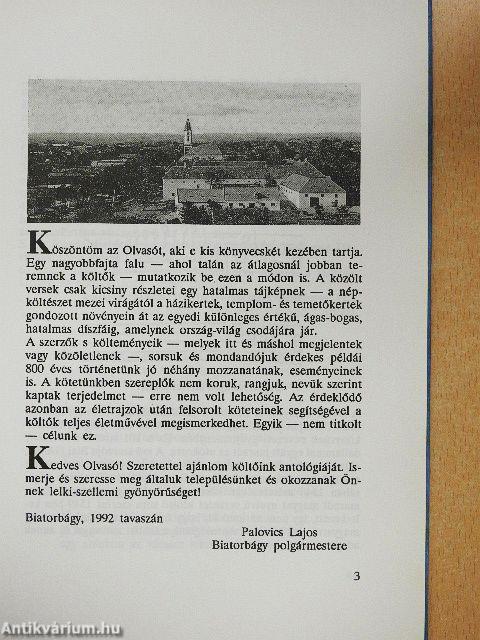 Köszöntöm az Olvasót, aki e kis könyvecskét kezében tartja.
Egy nagyobbfajta falu — ahol talán az átlagosnál jobban te-
remnek a költők — mutatkozik be ezen a módon is. A közölt
versek csak kicsiny részletei egy hatalmas tájképnek — a nép-
költészet mezei virágától a házikertek, templom- és temetőkertek
gondozott növényein át az egyedi különleges értékű, ágas-bogas,
hatalmas díszfáig, amelynek ország-világ csodájára jár.
A szerzők s költeményeik — melyek itt és máshol megjelentek
vagy közöletlenek —, sorsuk és mondandójuk érdekes példái
800 éves történetünk jó néhány mozzanatának, eseményeinek
is. A kötetünkben szereplők nem koruk, rangjuk, nevük szerint
kaptak terjedelmet — erre nem volt lehetőség. Az érdeklődő
azonban az életrajzok után felsorolt köteteinek segítségével a
költők teljes életművével megismerkedhet. Egyik — nem titkolt
— célunk ez.
Kedves Olvasó! Szeretettel ajánlom költőink antológiáját. Is-
merje és szeresse meg általuk településünket és okozzanak Ön-
nek lelki-szellemi gyönyörűséget!
Biatorbágy, 1992 tavaszán
Palovics Lajos
Biatorbágy polgármestere
3
Antikvárium.hu